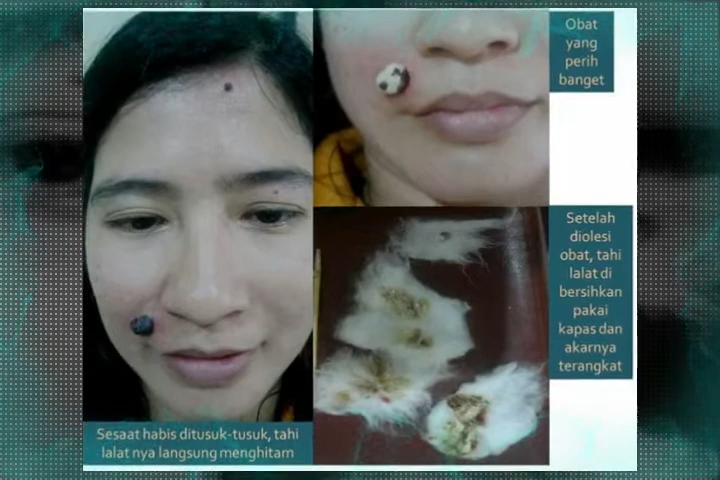 Obat
yang
perih
banget
Setelah
diolesi
obat, tahi
lalat di
bersihkan
pakai
kapas dan
akarnya
terangkat
Sesaat habis ditusuk-tusuk, tahi
lalat nya langsung menghitam